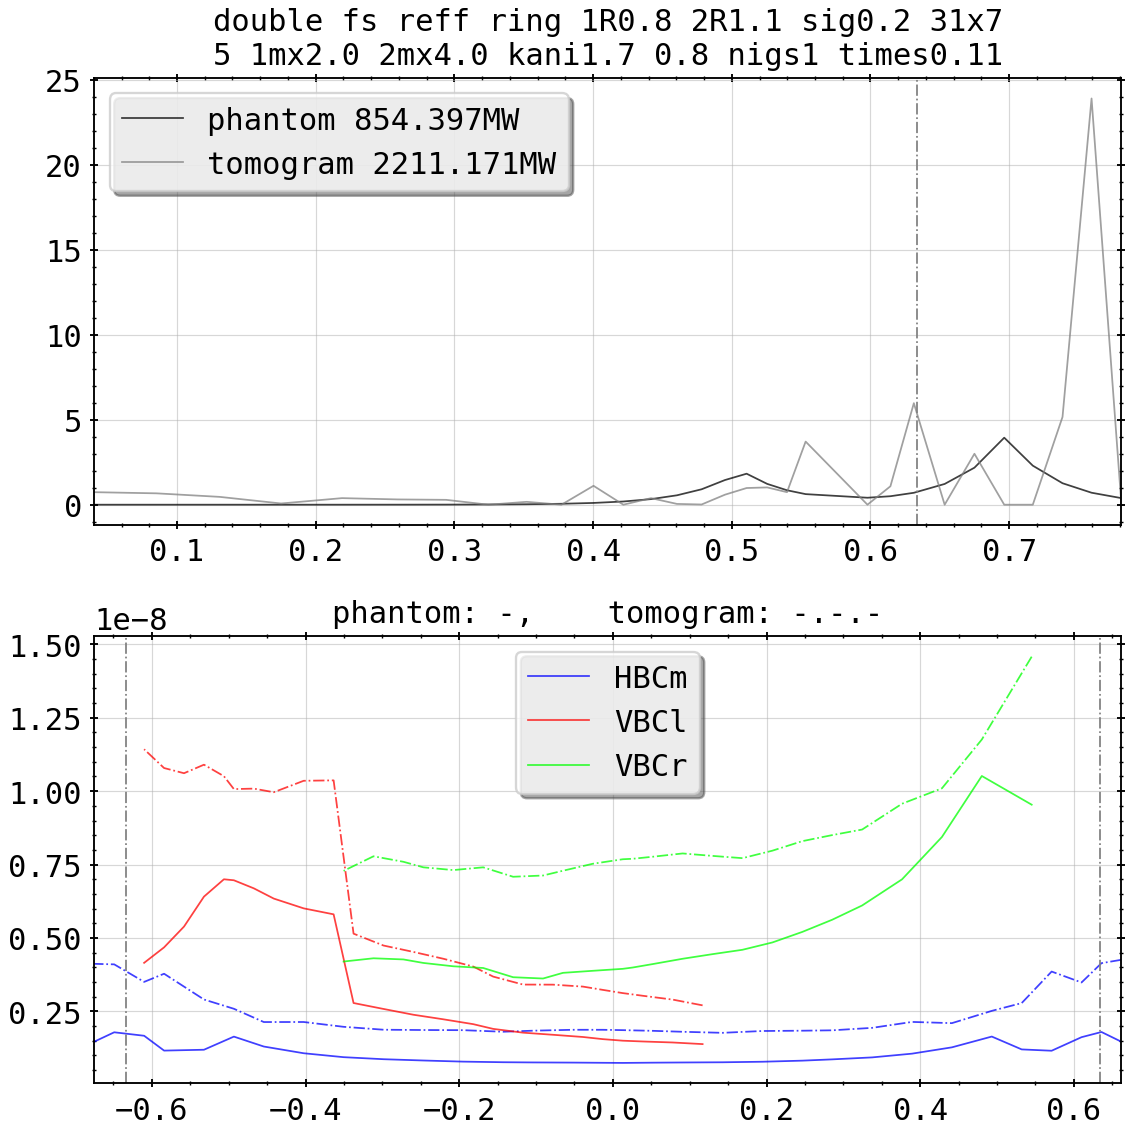 double fs reff ring 1R0.8 2R1.1 sig0.2 31x7
5 1mx2.0 2mx4.0 kani1.7 0.8 nigs1 times0.11
25
20
15
10
5
0
phantom 854.397MW
tomogram 2211.171MW
0.1 0.2 0.3 0.4 0.5 0.6 0.7
phantom: -, tomogram: -.-.-
1e−8
1.50
1.25
1.00
0.75
0.50
0.25
HBCm
VBCl
VBCr
−0.6 −0.4 −0.2 0.0 0.2 0.4 0.6